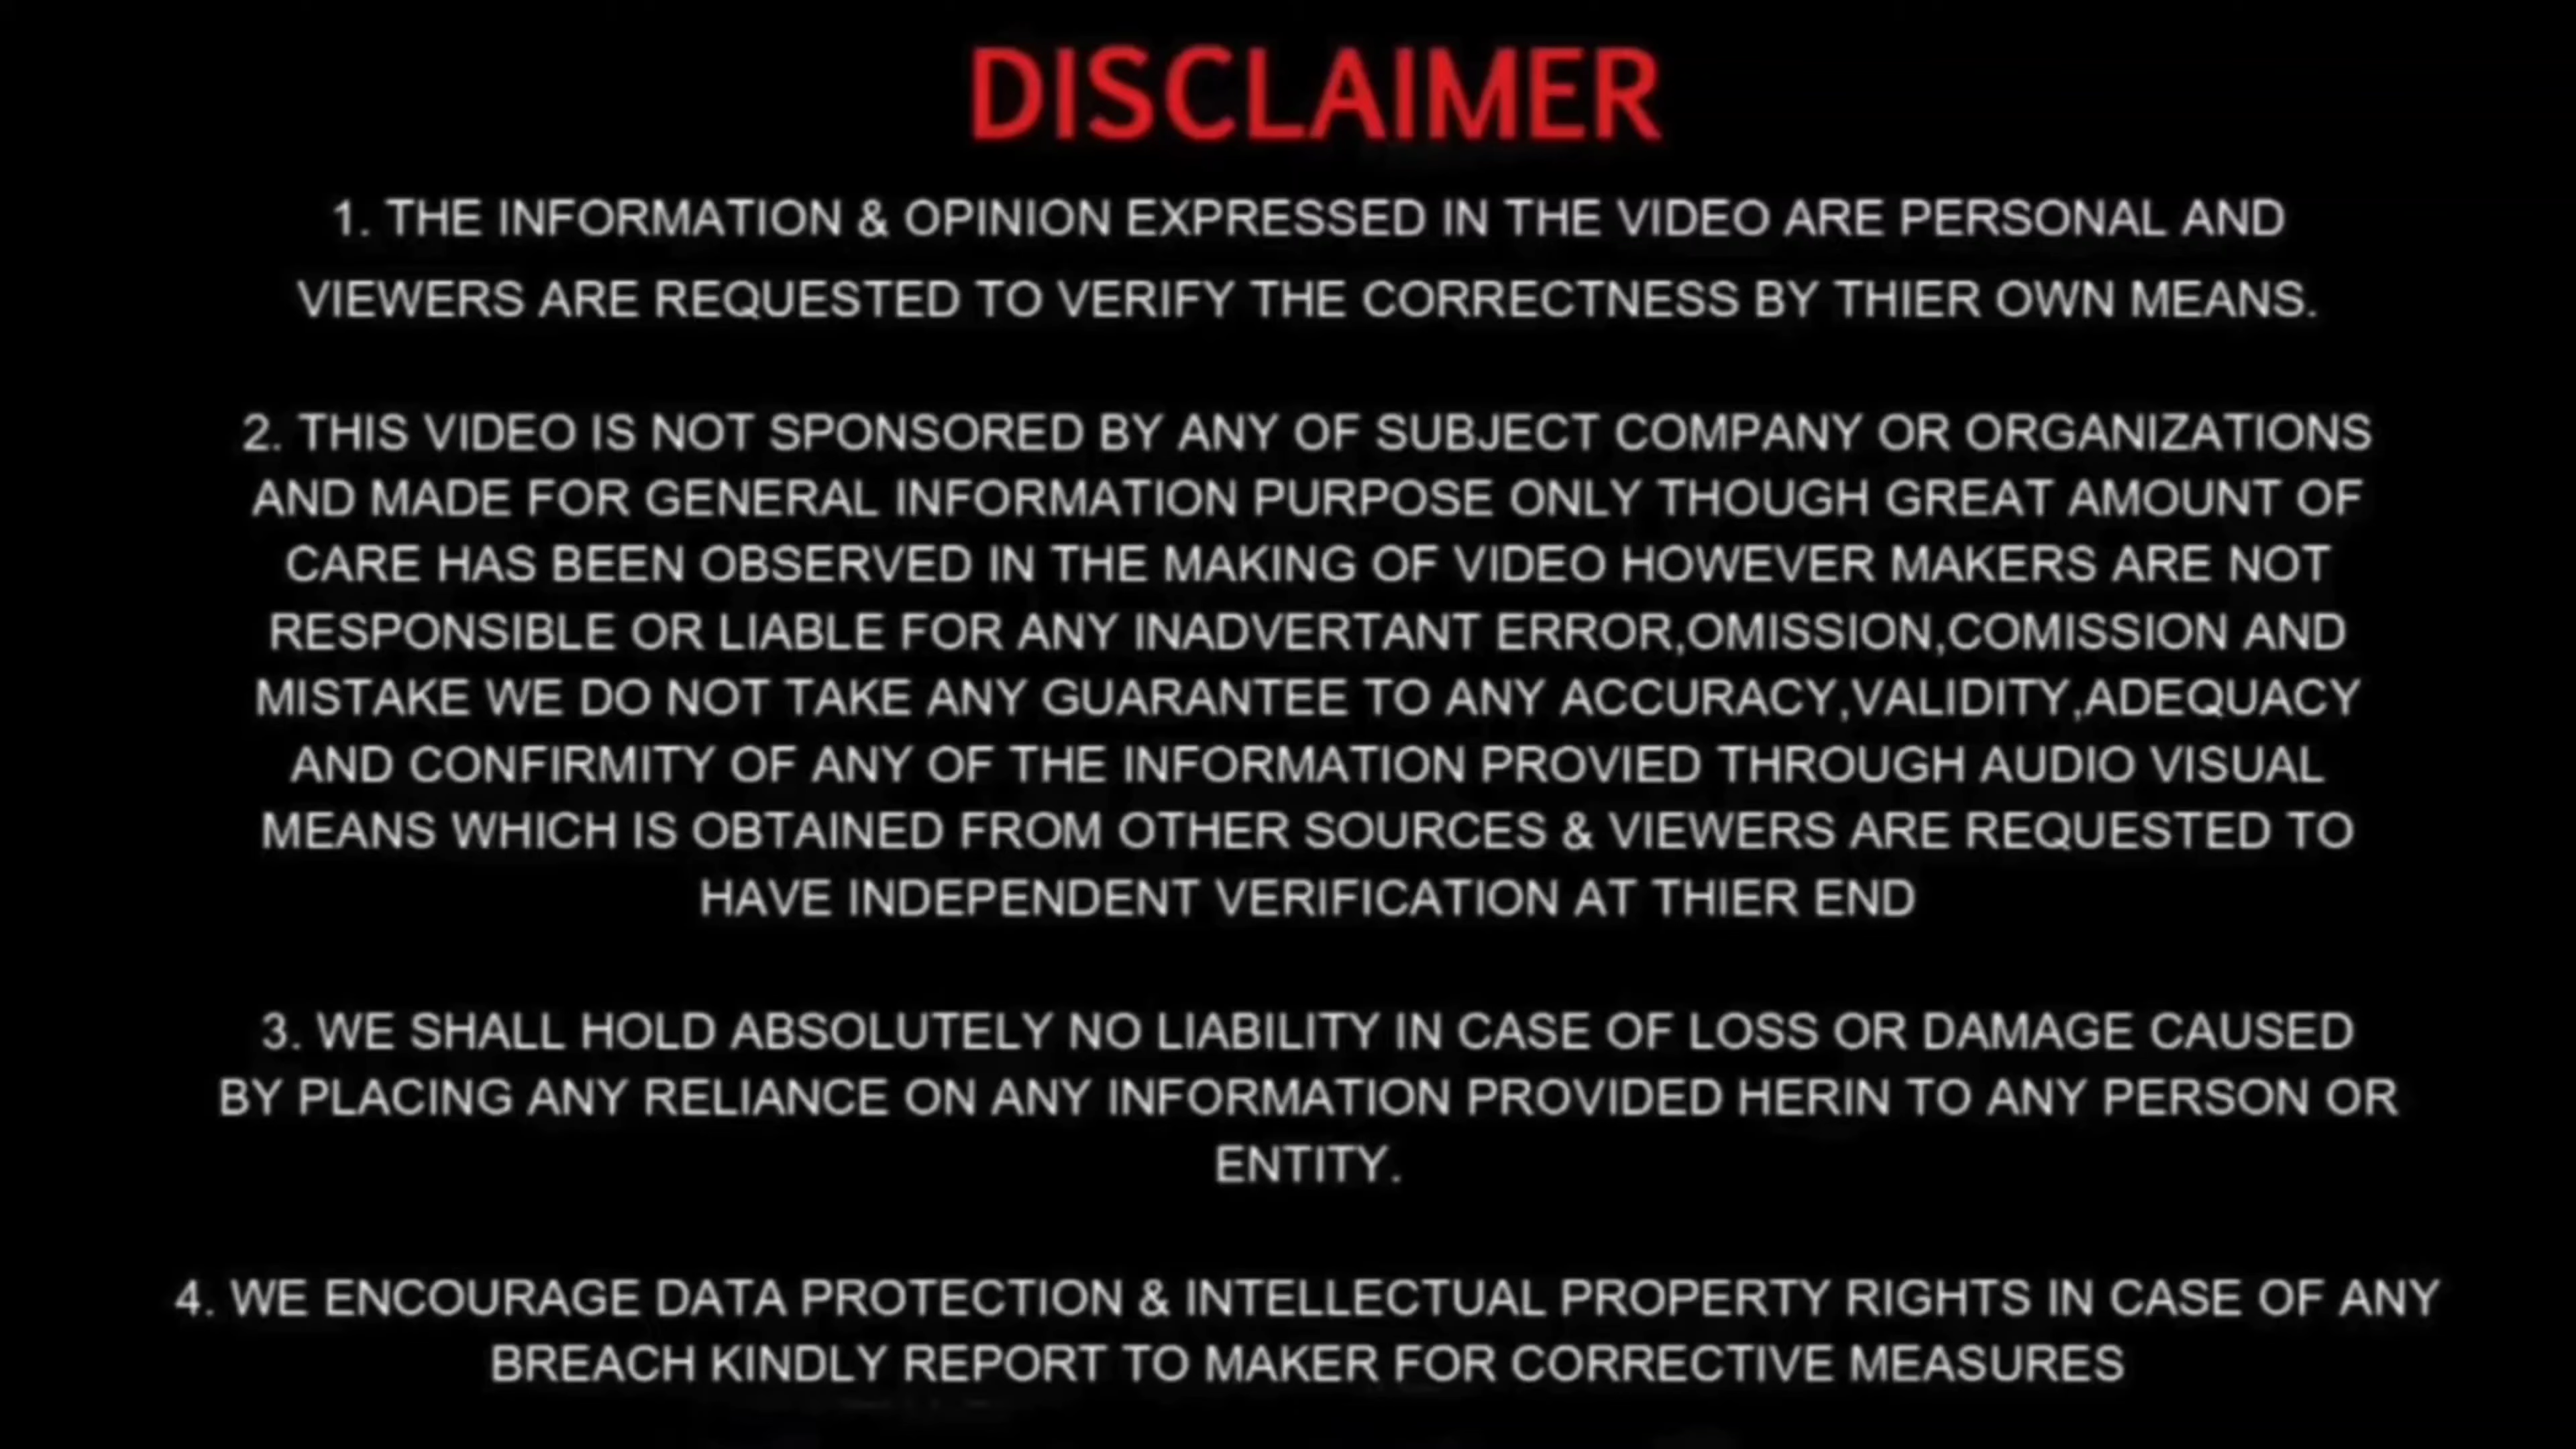 DISCLAIMER
1. THE INFORMATION & OPINION EXPRESSED IN THE VIDEO ARE PERSONAL AND
VIEWERS ARE REQUESTED TO VERIFY THE CORRECTNESS BY THIER OWN MEANS.
2. THIS VIDEO IS NOT SPONSORED BY ANY OF SUBJECT COMPANY OR ORGANIZATIONS
AND MADE FOR GENERAL INFORMATION PURPOSE ONLY THOUGH GREAT AMOUNT OF
CARE HAS BEEN OBSERVED IN THE MAKING OF VIDEO HOWEVER MAKERS ARE NOT
RESPONSIBLE OR LIABLE FOR ANY INADVERTANT ERROR,OMISSION,COMISSION AND
MISTAKE WE DO NOT TAKE ANY GUARANTEE TO ANY ACCURACY,VALIDITY,ADEQUACY
AND CONFIRMITY OF ANY OF THE INFORMATION PROVIED THROUGH AUDIO VISUAL
MEANS WHICH IS OBTAINED FROM OTHER SOURCES & VIEWERS ARE REQUESTED TO
HAVE INDEPENDENT VERIFICATION AT THIER END
3. WE SHALL HOLD ABSOLUTELY NO LIABILITY IN CASE OF LOSS OR DAMAGE CAUSED
BY PLACING ANY RELIANCE ON ANY INFORMATION PROVIDED HERIN TO ANY PERSON OR
ENTITY.
4. WE ENCOURAGE DATA PROTECTION & INTELLECTUAL PROPERTY RIGHTS IN CASE OF ANY
BREACH KINDLY REPORT TO MAKER FOR CORRECTIVE MEASURES